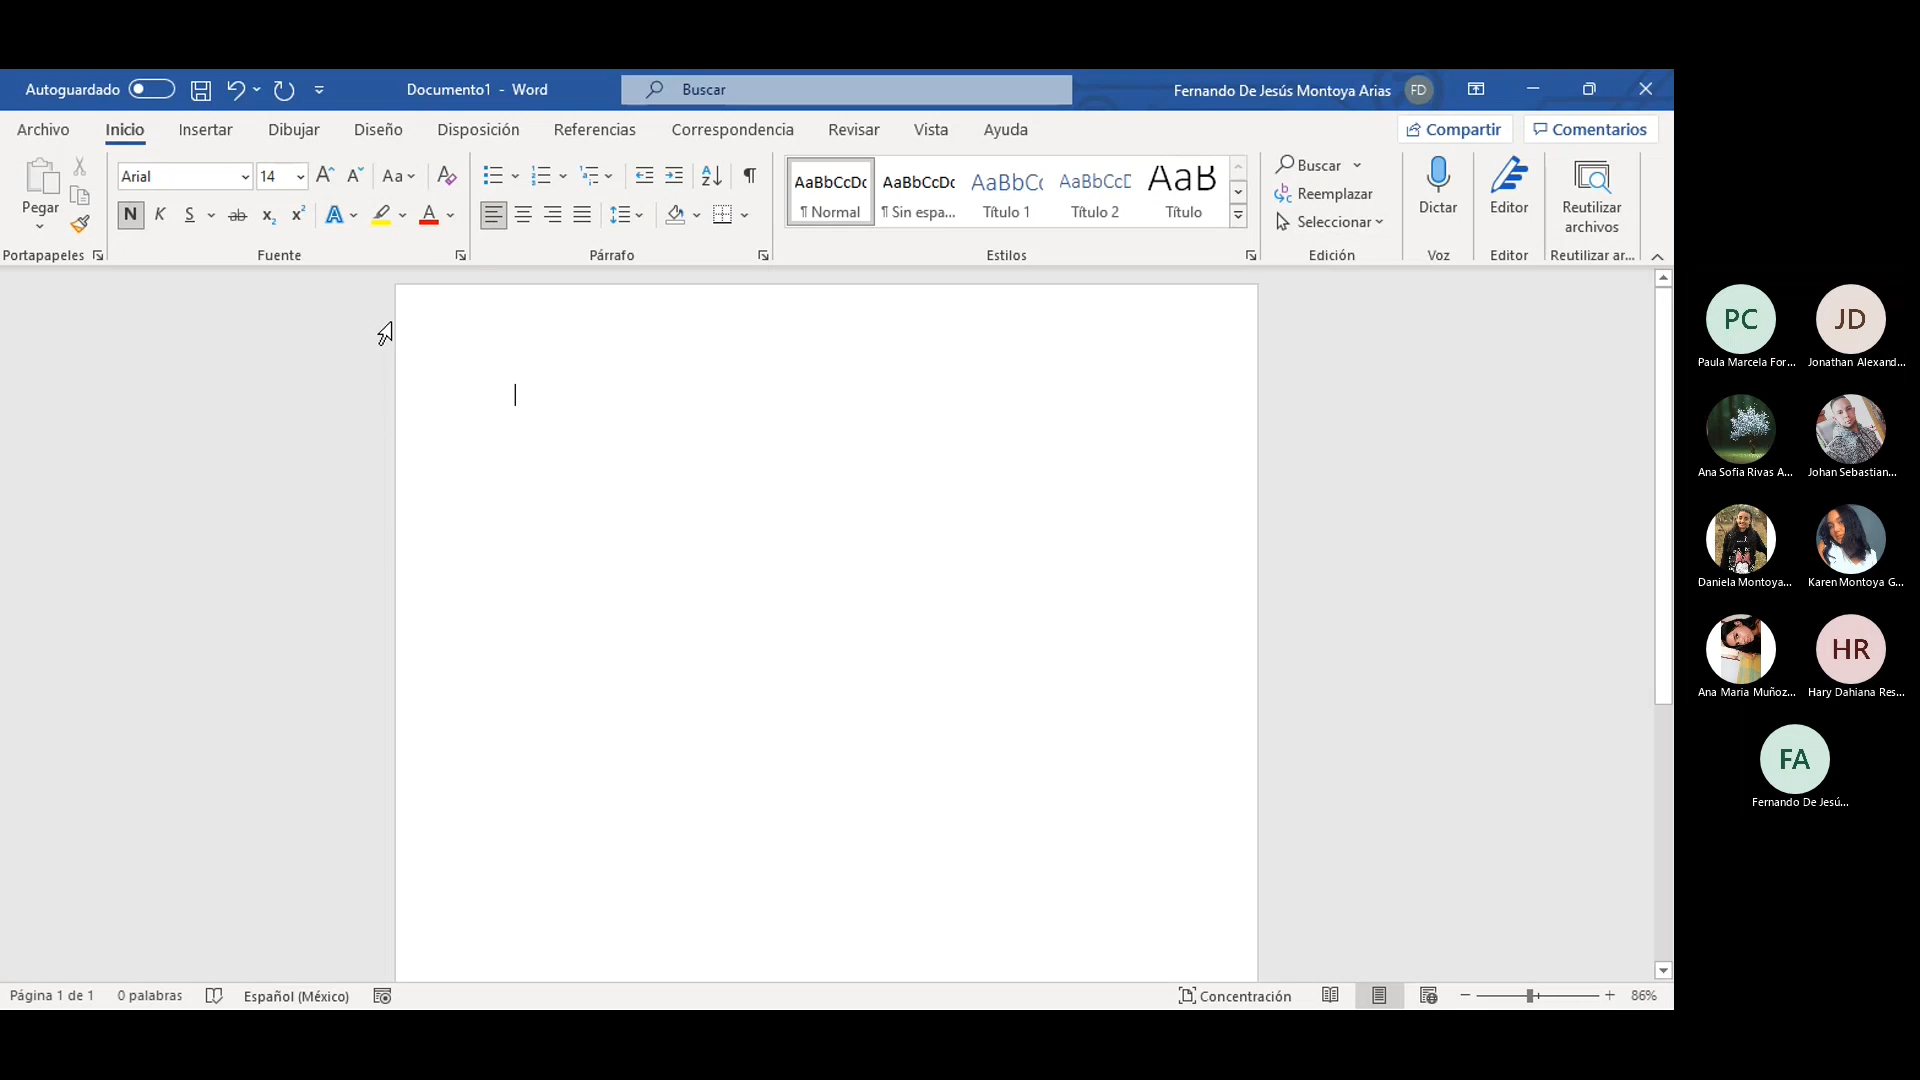 Autoguardado
Documento1 - Word
Buscar
Fernando De Jesús Montoya Arias
FD
Archivo
Inicio
Insertar
Dibujar
Diseño
Disposición
Referencias
Correspondencia
Revisar
Vista
Ayuda
Compartir
Comentarios
Pegar
Portapapeles
Arial
14
Aa
N K S ab x₂ x²
Fuente
Párrafo
AaBbCcDc
¶ Normal
AaBbCcDc
¶ Sin espa...
AaBbCc
Título 1
AaBbCcD
Título 2
AaB
Título
Estilos
Buscar
Reemplazar
Seleccionar
Edición
Dictar
Voz
Editor
Editor
Reutilizar
archivos
Reutilizar ar...
PC
Paula Marcela For...
JD
Jonathan Alexand...
Ana Sofia Rivas A...
Johan Sebastian...
Daniela Montoya...
Karen Montoya G...
Ana Maria Muñoz...
HR
Hary Dahiana Res...
FA
Fernando De Jesú...
Página 1 de 1
0 palabras
Español (México)
Concentración
86%